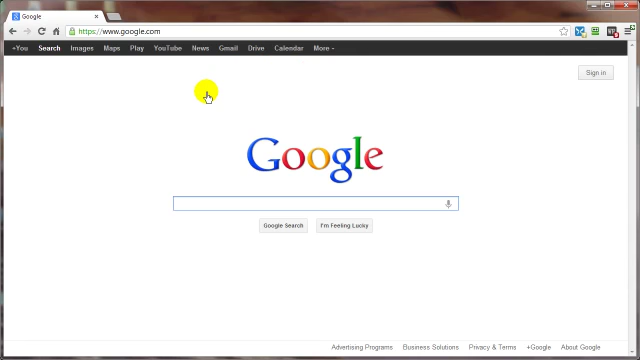 Google
https://www.google.com
+You Search Images Maps Play YouTube News Gmail Drive Calendar More
Sign in
Google
Google Search I'm Feeling Lucky
Advertising Programs Business Solutions Privacy & Terms +Google About Google